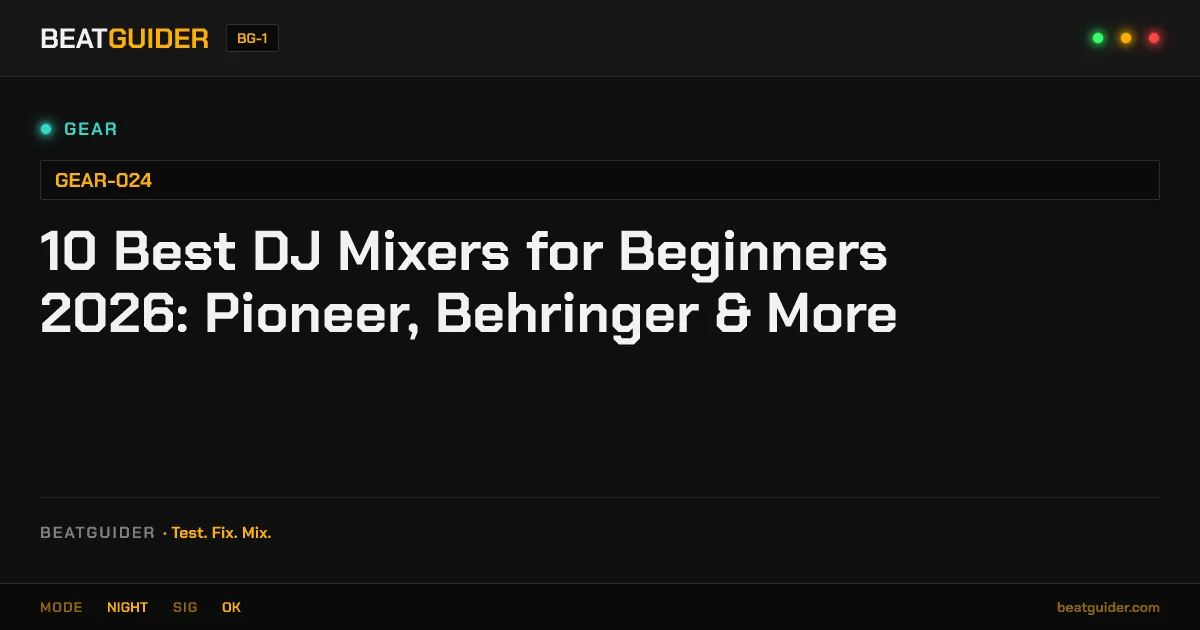 BEATGUIDER BG-1
GEAR
GEAR-024
10 Best DJ Mixers for Beginners
2026: Pioneer, Behringer & More
BEATGUIDER · Test. Fix. Mix.
MODE NIGHT SIG OK beatguider.com